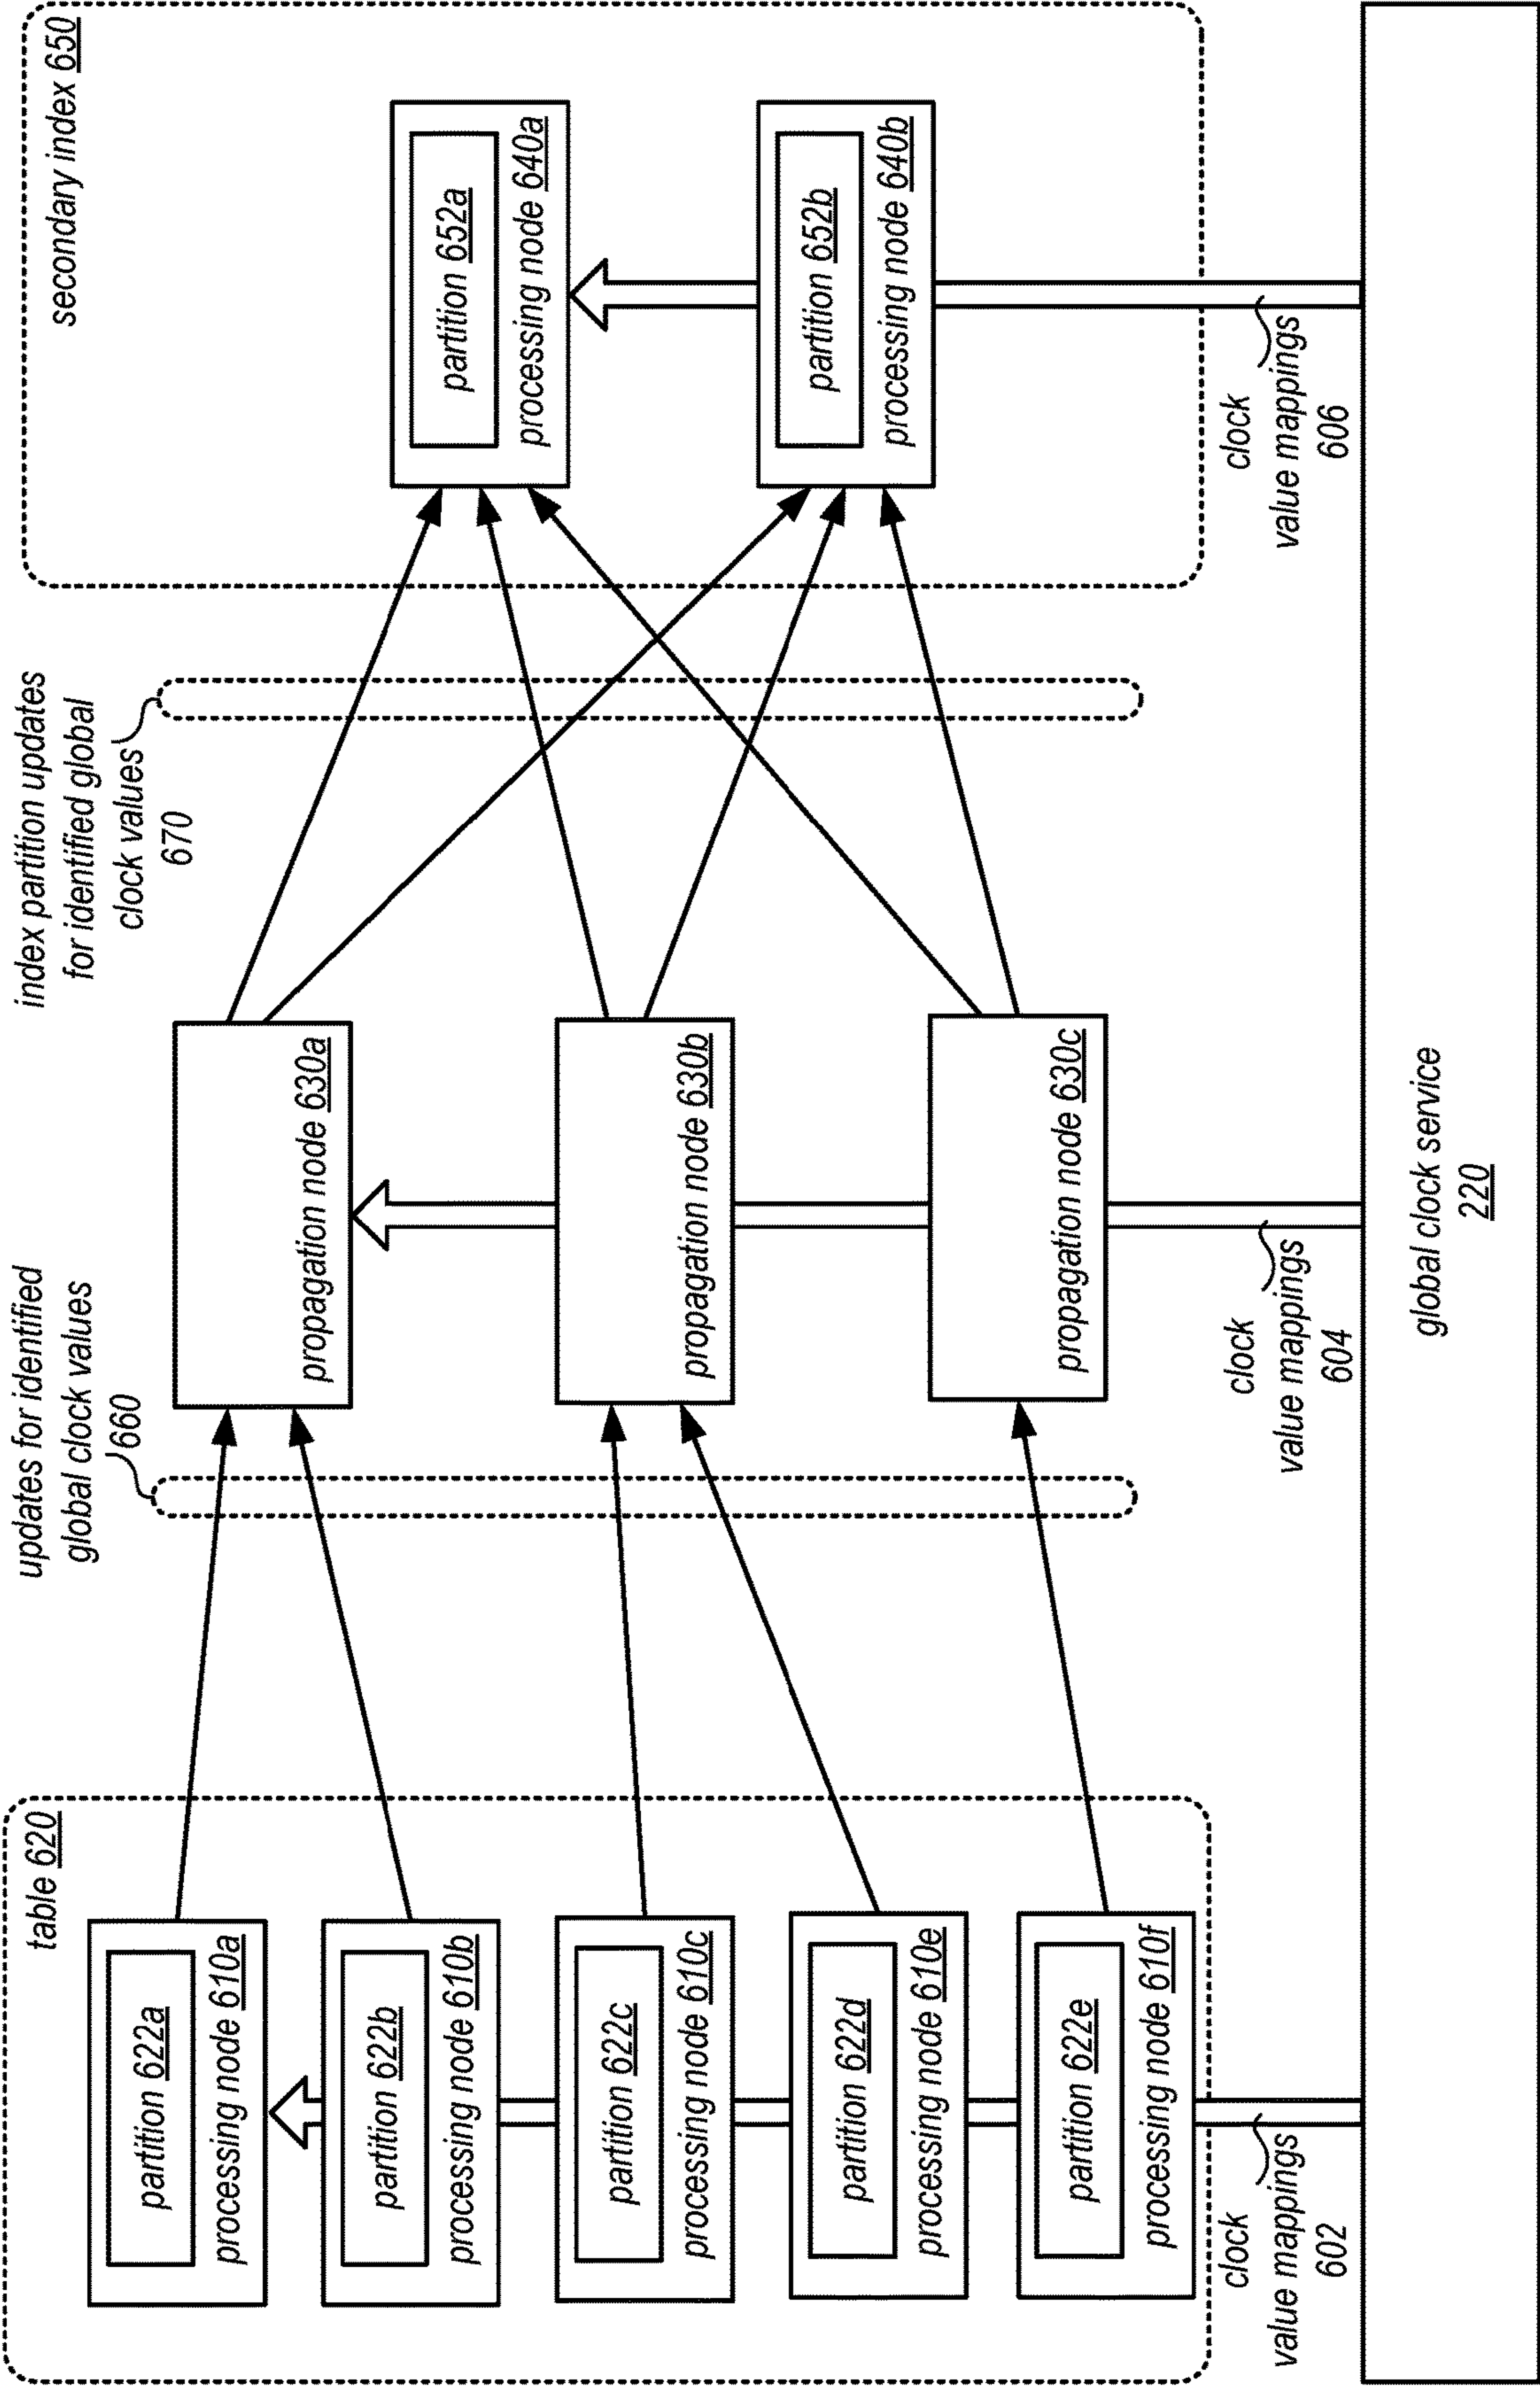 table 620
partition 622a
processing node 610a
partition 622b
processing node 610b
partition 622c
processing node 610c
partition 622d
processing node 610e
partition 622e
processing node 610f
clock
value mappings
602
updates for identified
global clock values
660
propagation node 630a
propagation node 630b
propagation node 630c
clock
value mappings
604
index partition updates
for identified global
clock values
670
secondary index 650
partition 652a
processing node 640a
partition 652b
processing node 640b
clock
value mappings
606
global clock service
220